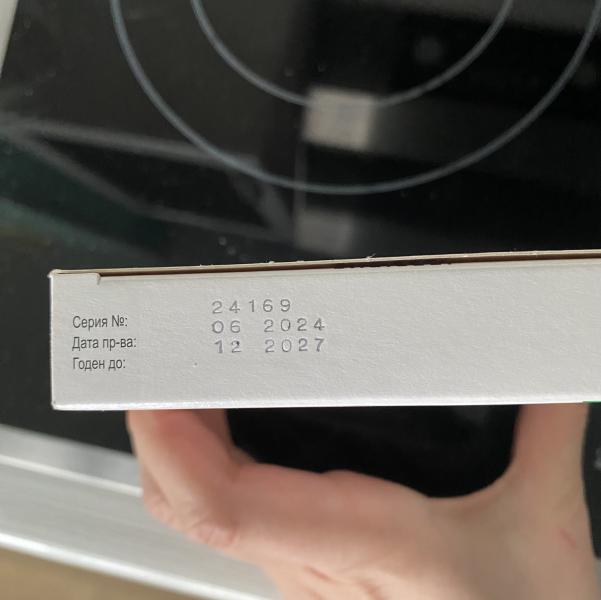 Серия №: 24169
Дата пр-ва: 06 2024
Годен до: 12 2027